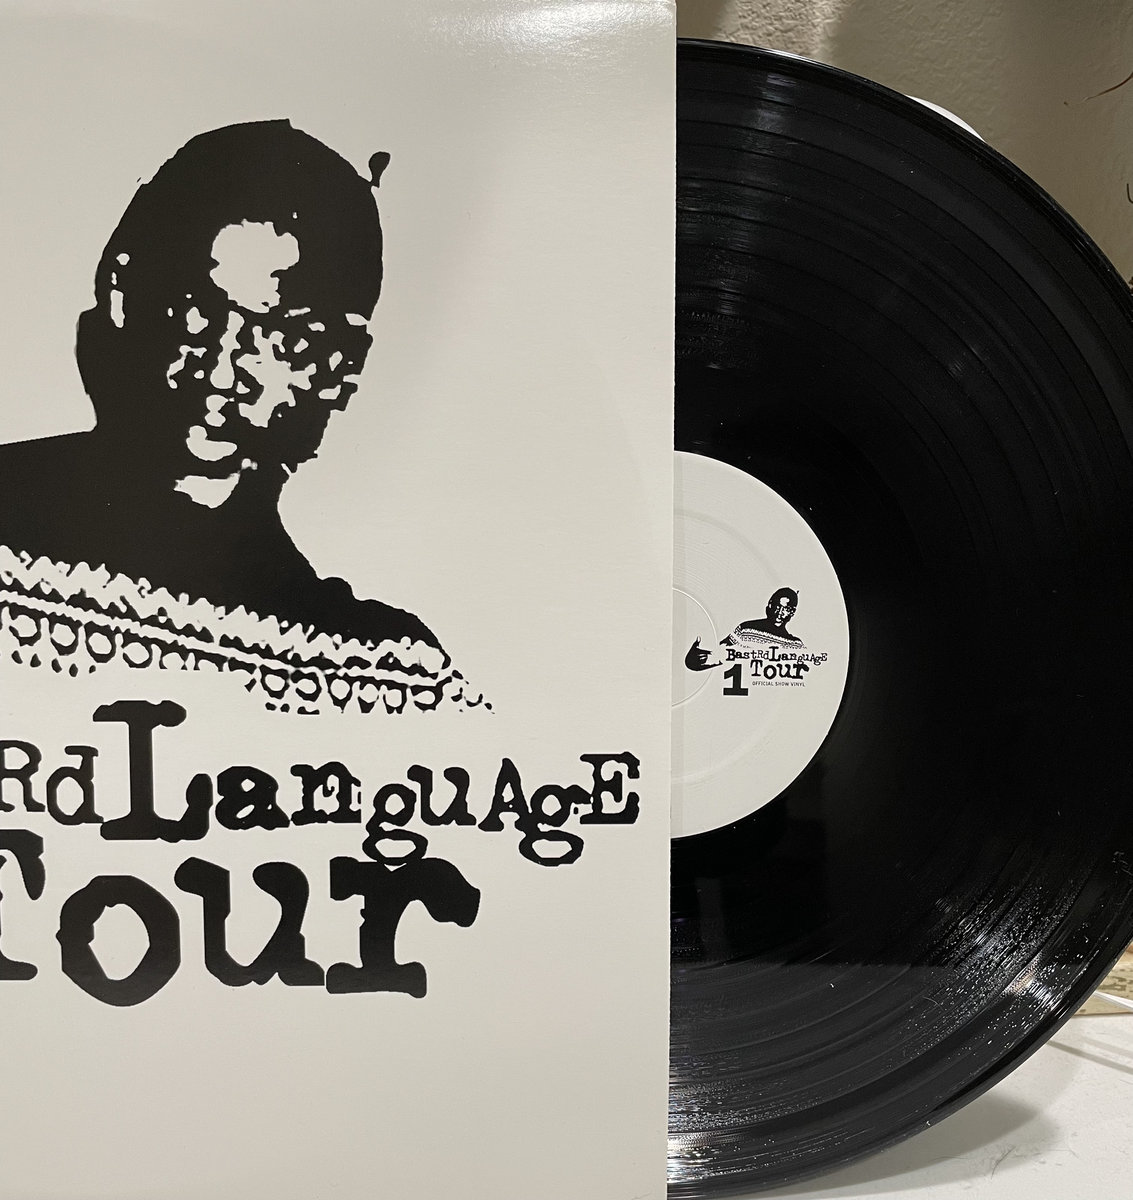 RdLanguAgE
Tour
BastRdLanguAgE
Tour
1 OFFICIAL SHOW VINYL